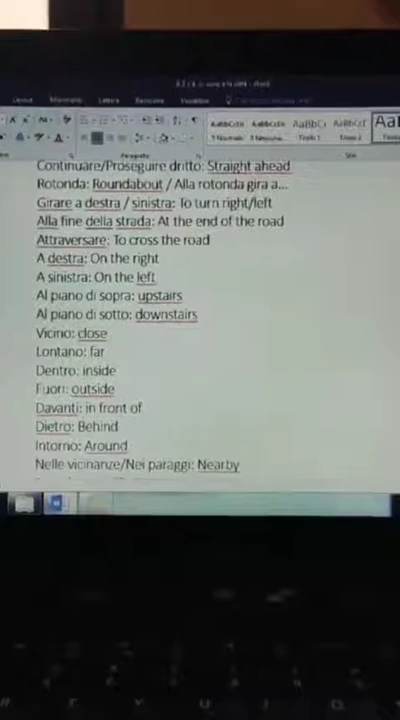 Continuare/Proseguire dritto: Straight ahead
Rotonda: Roundabout / Alla rotonda gira a...
Girare a destra / sinistra: To turn right/left
Alla fine della strada: At the end of the road
Attraversare: To cross the road
A destra: On the right
A sinistra: On the left
Al piano di sopra: upstairs
Al piano di sotto: downstairs
Vicino: close
Lontano: far
Dentro: inside
Fuori: outside
Davanti: in front of
Dietro: Behind
Intorno: Around
Nelle vicinanze/Nei paraggi: Nearby